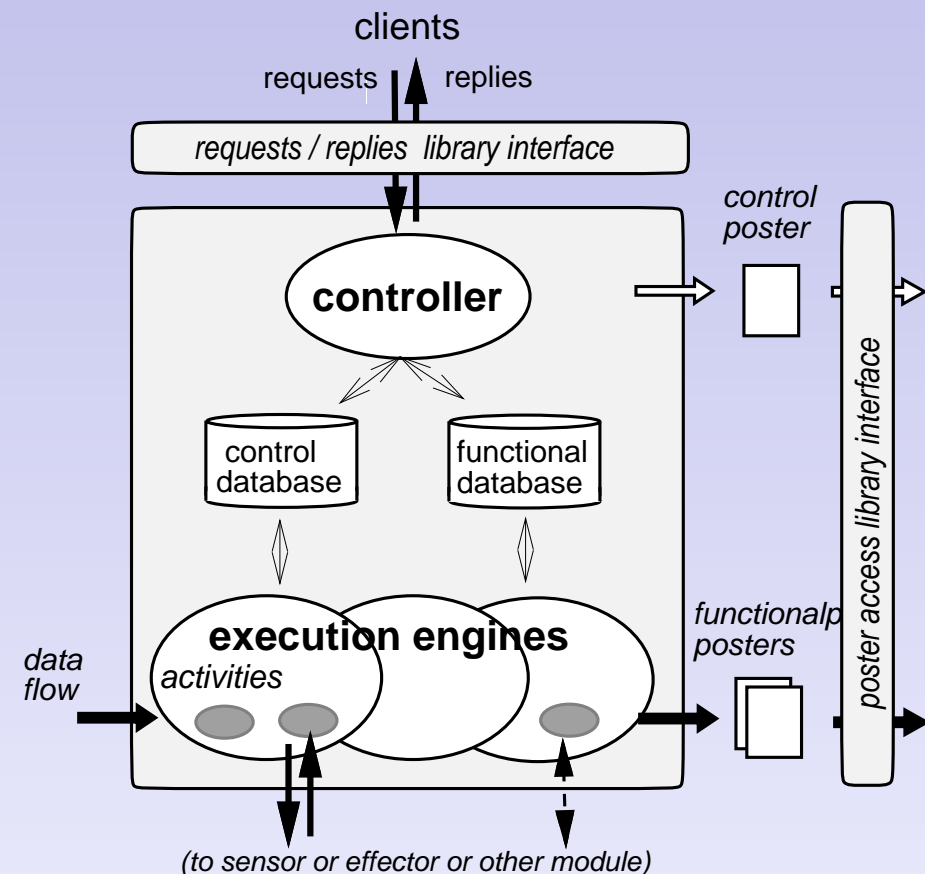 clients
requests
replies
requests / replies library interface
control
poster
controller
control
database
functional
database
poster access library interface
functionalp
posters
execution engines
activities
data
flow
(to sensor or effector or other module)